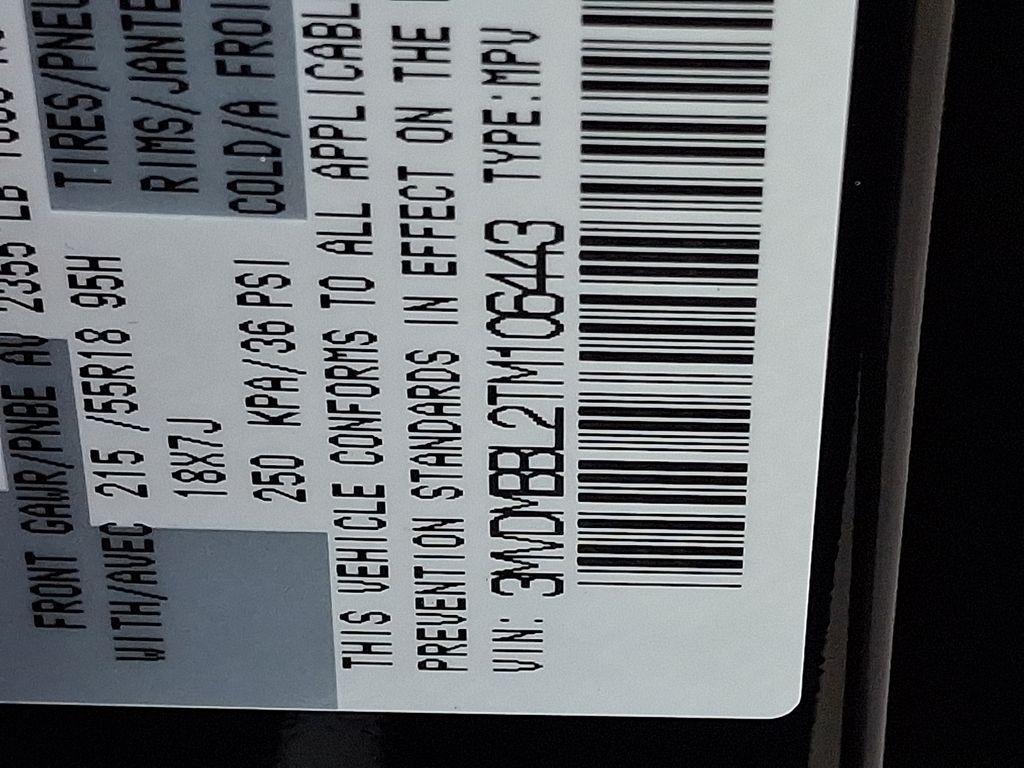 FRONT GAWR/PNBE AV 2355 LB
WITH/AVEC 215 /55R18 95H TIRES/PNEU
18X7J RIMS/JANTE
250 KPA/36 PSI COLD/A FROI
THIS VEHICLE CONFORMS TO ALL APPLICABL
PREVENTION STANDARDS IN EFFECT ON THE
VIN: 3MVDMBBL2TM106443 TYPE:MPV